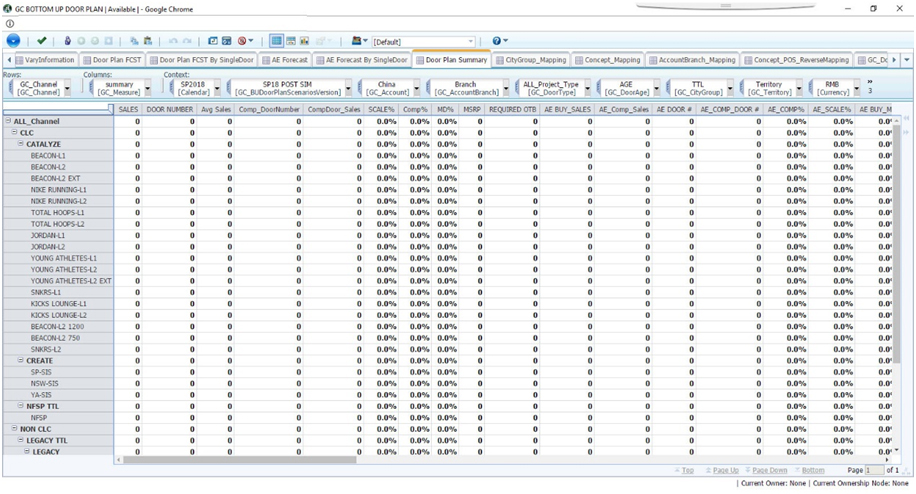 GC BOTTOM UP DOOR PLAN | Available | - Google Chrome
[Default]
VaryInformation Door Plan FCST Door Plan FCST By SingleDoor AE Forecast AE Forecast By SingleDoor Door Plan Summary CityGroup_Mapping Concept_Mapping AccountBranch_Mapping Concept_POS_ReverseMapping GC_Dc
Rows: Columns: Context:
GC_Channel summary SP2018 SP18 POST SIM China Branch ALL_Project_Type AGE TTL Territory RMB »
[GC_Channel] [GC_Measure] [Calendar] [GC_BUDoorPlanScenariosVersion] [GC_Account] [GC_AccountBranch] [GC_DoorType] [GC_DoorAge] [GC_CityGroup] [GC_Territory] [Currency] 3
SALES DOOR NUMBER Avg Sales Comp_DoorNumber CompDoor_Sales SCALE% Comp% MD% MSRP REQUIRED OTB AE BUY_SALES AE_Comp_Sales AE DOOR # AE_COMP_DOOR # AE_COMP% AE_SCALE% AE BUY_M
ALL_Channel 0 0 0 0 0 0.0% 0.0% 0.0% 0 0 0 0 0 0 0.0% 0.0% 0.0
CLC 0 0 0 0 0 0.0% 0.0% 0.0% 0 0 0 0 0 0 0.0% 0.0% 0.0
CATALYZE 0 0 0 0 0 0.0% 0.0% 0.0% 0 0 0 0 0 0 0.0% 0.0% 0.0
BEACON-L1 0 0 0 0 0 0.0% 0.0% 0.0% 0 0 0 0 0 0 0.0% 0.0% 0.0
BEACON-L2 0 0 0 0 0 0.0% 0.0% 0.0% 0 0 0 0 0 0 0.0% 0.0% 0.0
BEACON-L2 EXT 0 0 0 0 0 0.0% 0.0% 0.0% 0 0 0 0 0 0 0.0% 0.0% 0.0
NIKE RUNNING-L1 0 0 0 0 0 0.0% 0.0% 0.0% 0 0 0 0 0 0 0.0% 0.0% 0.0
NIKE RUNNING-L2 0 0 0 0 0 0.0% 0.0% 0.0% 0 0 0 0 0 0 0.0% 0.0% 0.0
TOTAL HOOPS-L1 0 0 0 0 0 0.0% 0.0% 0.0% 0 0 0 0 0 0 0.0% 0.0% 0.0
TOTAL HOOPS-L2 0 0 0 0 0 0.0% 0.0% 0.0% 0 0 0 0 0 0 0.0% 0.0% 0.0
JORDAN-L1 0 0 0 0 0 0.0% 0.0% 0.0% 0 0 0 0 0 0 0.0% 0.0% 0.0
JORDAN-L2 0 0 0 0 0 0.0% 0.0% 0.0% 0 0 0 0 0 0 0.0% 0.0% 0.0
YOUNG ATHLETES-L1 0 0 0 0 0 0.0% 0.0% 0.0% 0 0 0 0 0 0 0.0% 0.0% 0.0
YOUNG ATHLETES-L2 0 0 0 0 0 0.0% 0.0% 0.0% 0 0 0 0 0 0 0.0% 0.0% 0.0
YOUNG ATHLETES-L2 EXT 0 0 0 0 0 0.0% 0.0% 0.0% 0 0 0 0 0 0 0.0% 0.0% 0.0
SNKRS-L1 0 0 0 0 0 0.0% 0.0% 0.0% 0 0 0 0 0 0 0.0% 0.0% 0.0
KICKS LOUNGE-L1 0 0 0 0 0 0.0% 0.0% 0.0% 0 0 0 0 0 0 0.0% 0.0% 0.0
KICKS LOUNGE-L2 0 0 0 0 0 0.0% 0.0% 0.0% 0 0 0 0 0 0 0.0% 0.0% 0.0
BEACON-L2 1200 0 0 0 0 0 0.0% 0.0% 0.0% 0 0 0 0 0 0 0.0% 0.0% 0.0
BEACON-L2 750 0 0 0 0 0 0.0% 0.0% 0.0% 0 0 0 0 0 0 0.0% 0.0% 0.0
SNKRS-L2 0 0 0 0 0 0.0% 0.0% 0.0% 0 0 0 0 0 0 0.0% 0.0% 0.0
CREATE 0 0 0 0 0 0.0% 0.0% 0.0% 0 0 0 0 0 0 0.0% 0.0% 0.0
SP-SIS 0 0 0 0 0 0.0% 0.0% 0.0% 0 0 0 0 0 0 0.0% 0.0% 0.0
NSW-SIS 0 0 0 0 0 0.0% 0.0% 0.0% 0 0 0 0 0 0 0.0% 0.0% 0.0
YA-SIS 0 0 0 0 0 0.0% 0.0% 0.0% 0 0 0 0 0 0 0.0% 0.0% 0.0
NFSP TTL 0 0 0 0 0 0.0% 0.0% 0.0% 0 0 0 0 0 0 0.0% 0.0% 0.0
NFSP 0 0 0 0 0 0.0% 0.0% 0.0% 0 0 0 0 0 0 0.0% 0.0% 0.0
NON CLC 0 0 0 0 0 0.0% 0.0% 0.0% 0 0 0 0 0 0 0.0% 0.0% 0.0
LEGACY TTL 0 0 0 0 0 0.0% 0.0% 0.0% 0 0 0 0 0 0 0.0% 0.0% 0.0
LEGACY 0 0 0 0 0 0.0% 0.0% 0.0% 0 0 0 0 0 0 0.0% 0.0% 0.0
Top Page Up Page Down Bottom Page 1 of 1
| Current Owner: None | Current Ownership Node: None